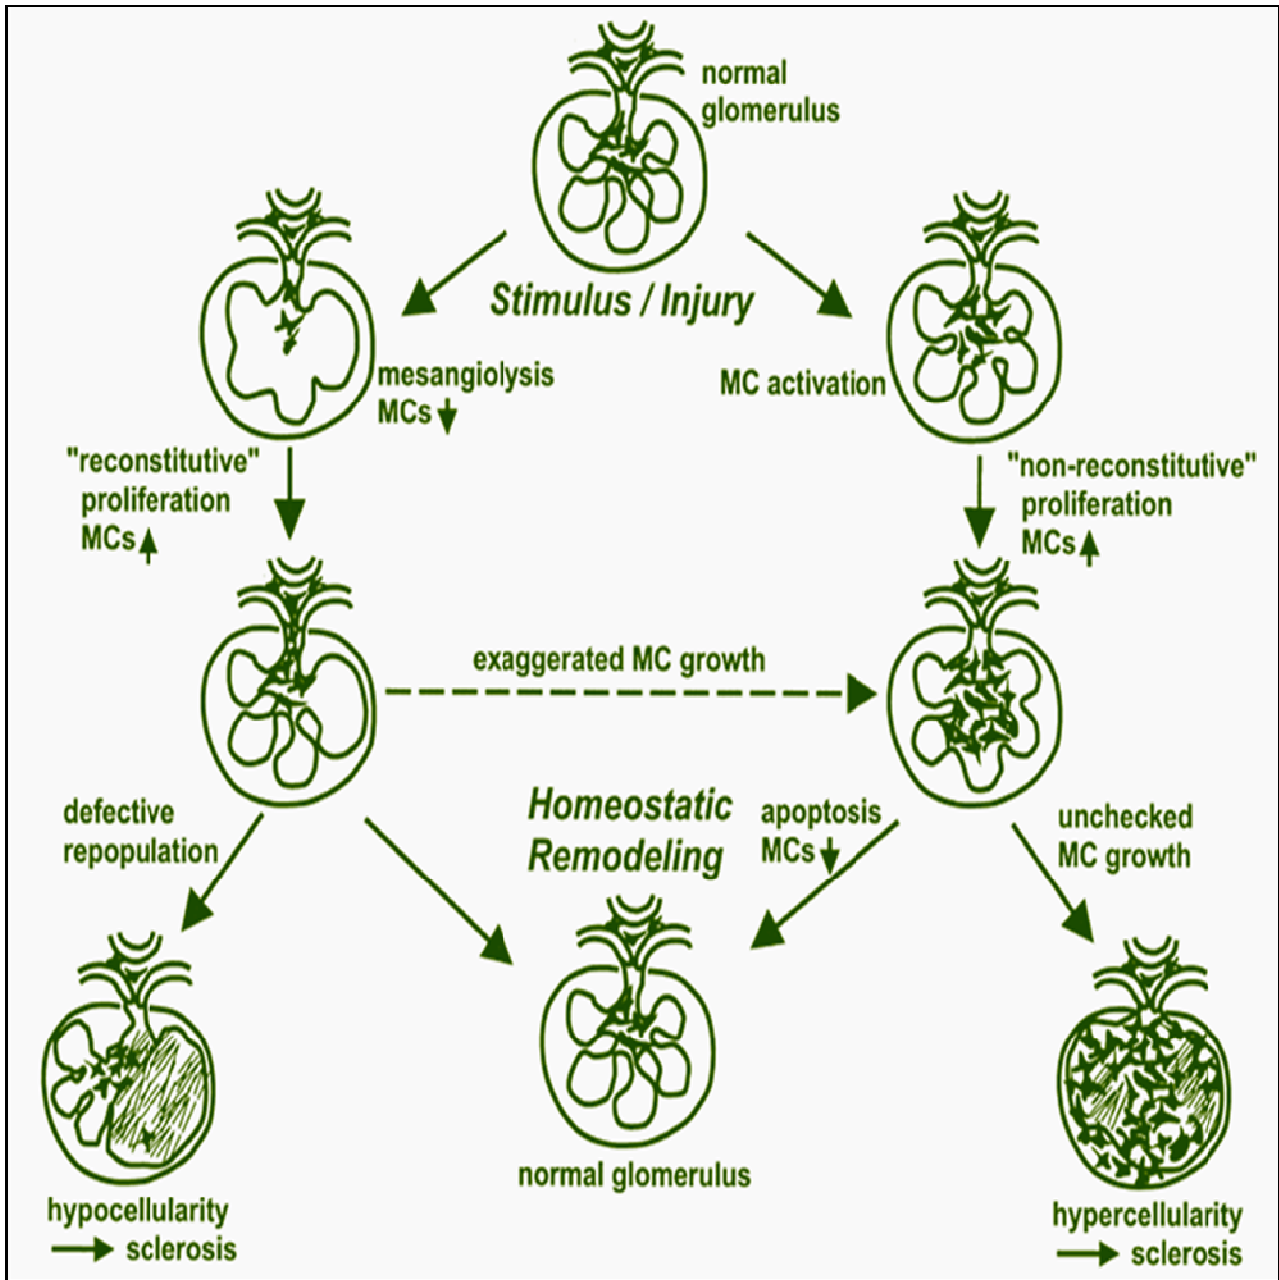 normal
glomerulus
Stimulus / Injury
mesangiolysis
MCs
MC activation
"reconstitutive"
proliferation
MCs
"non-reconstitutive"
proliferation
MCs
exaggerated MC growth
defective
repopulation
Homeostatic
Remodeling
apoptosis
MCs
unchecked
MC growth
normal glomerulus
hypocellularity
sclerosis
hypercellularity
sclerosis